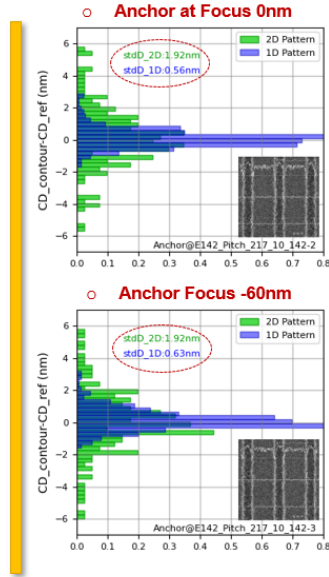 Anchor at Focus 0nm
stdD_2D:1.92nm
stdD_1D:0.56nm
2D Pattern
1D Pattern
CD_contour-CD_ref (nm)
6
4
2
0
−2
−4
−6
Anchor@E142_Pitch_217_10_142-2
0.0 0.1 0.2 0.3 0.4 0.5 0.6 0.7 0.8
Anchor Focus -60nm
stdD_2D:1.92nm
stdD_1D:0.63nm
2D Pattern
1D Pattern
CD_contour-CD_ref (nm)
6
4
2
0
−2
−4
−6
Anchor@E142_Pitch_217_10_142-3
0.0 0.1 0.2 0.3 0.4 0.5 0.6 0.7 0.8